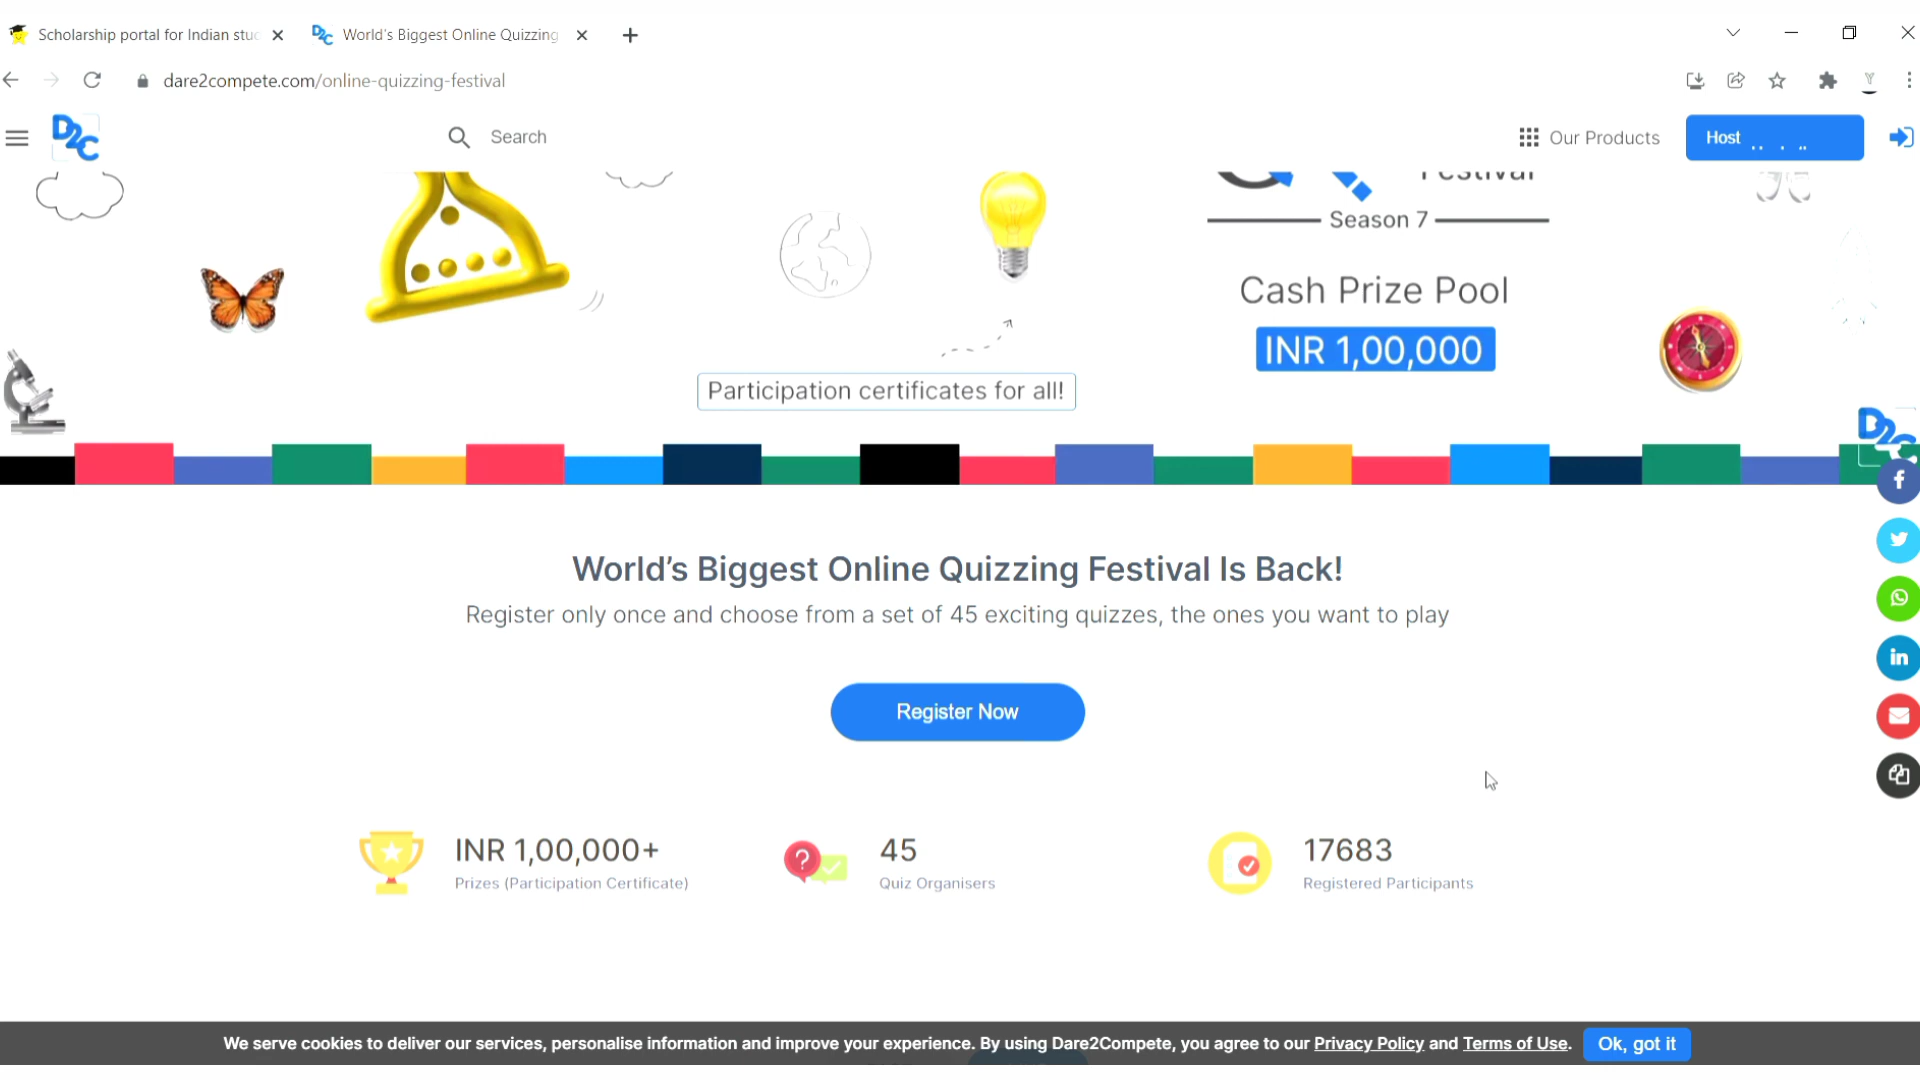 Scholarship portal for Indian stud
World's Biggest Online Quizzing
dare2compete.com/online-quizzing-festival
D2C
Search
Our Products
Host
Festival
Season 7
Cash Prize Pool
INR 1,00,000
Participation certificates for all!
World's Biggest Online Quizzing Festival Is Back!
Register only once and choose from a set of 45 exciting quizzes, the ones you want to play
Register Now
INR 1,00,000+
Prizes (Participation Certificate)
45
Quiz Organisers
17683
Registered Participants
We serve cookies to deliver our services, personalise information and improve your experience. By using Dare2Compete, you agree to our Privacy Policy and Terms of Use.
Ok, got it